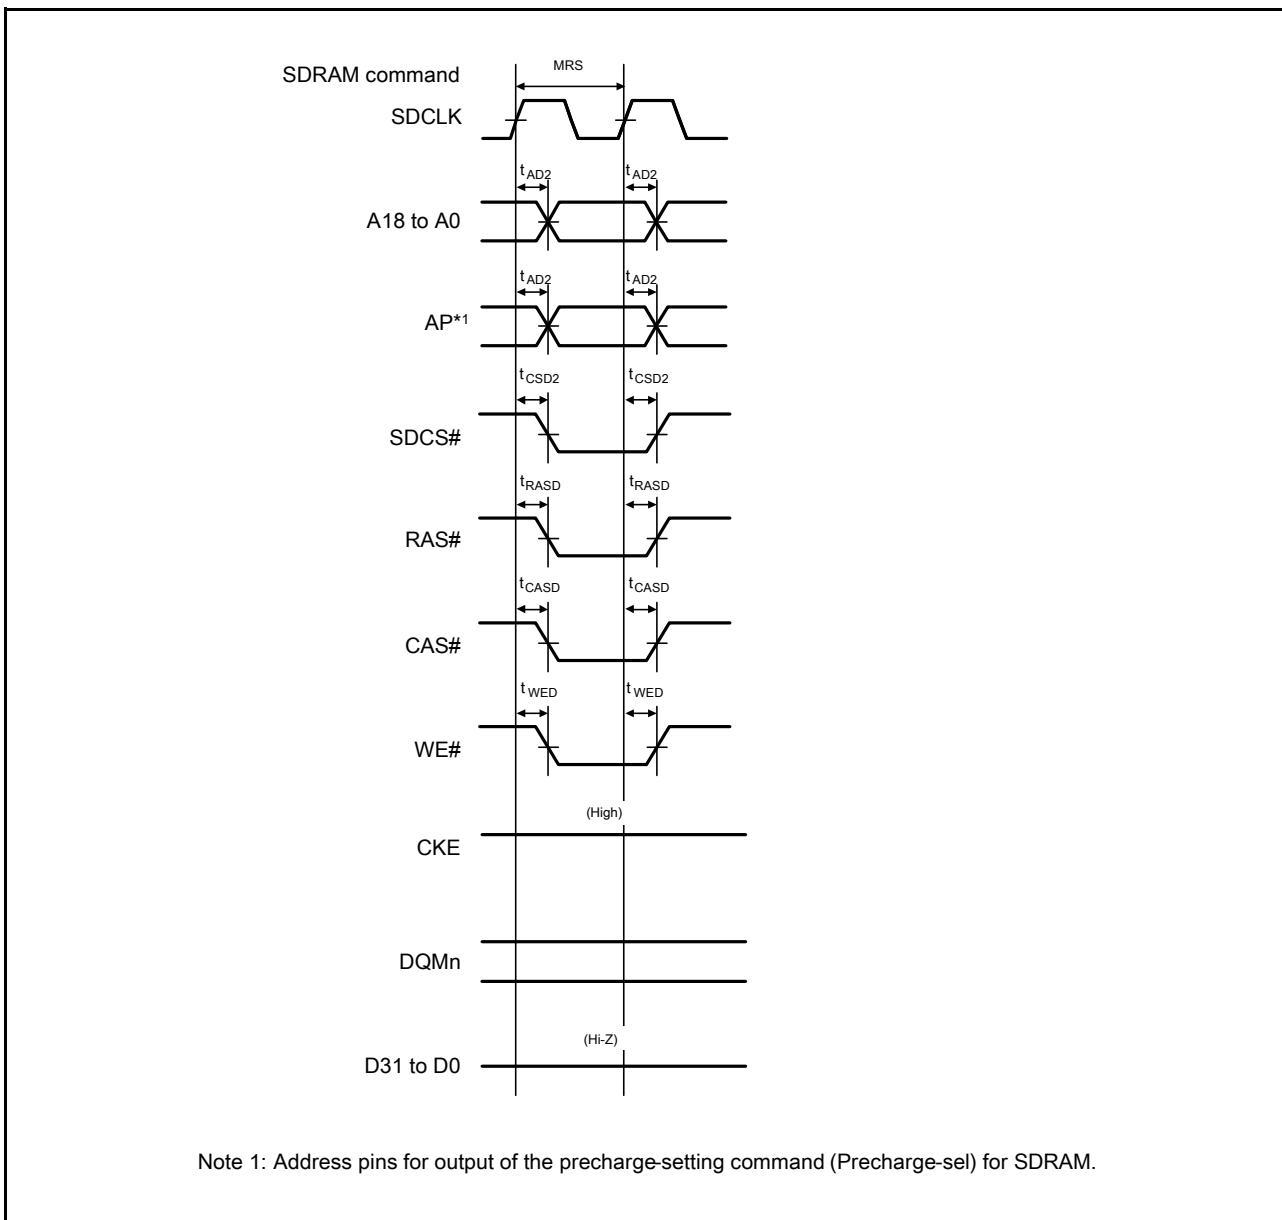 SDRAM command
MRS
SDCLK
tAD2 tAD2
A18 to A0
tAD2 tAD2
AP*1
tCSD2 tCSD2
SDCS#
tRASD tRASD
RAS#
tCASD tCASD
CAS#
tWED tWED
WE#
(High)
CKE
DQMn
(Hi-Z)
D31 to D0
Note 1: Address pins for output of the precharge-setting command (Precharge-sel) for SDRAM.